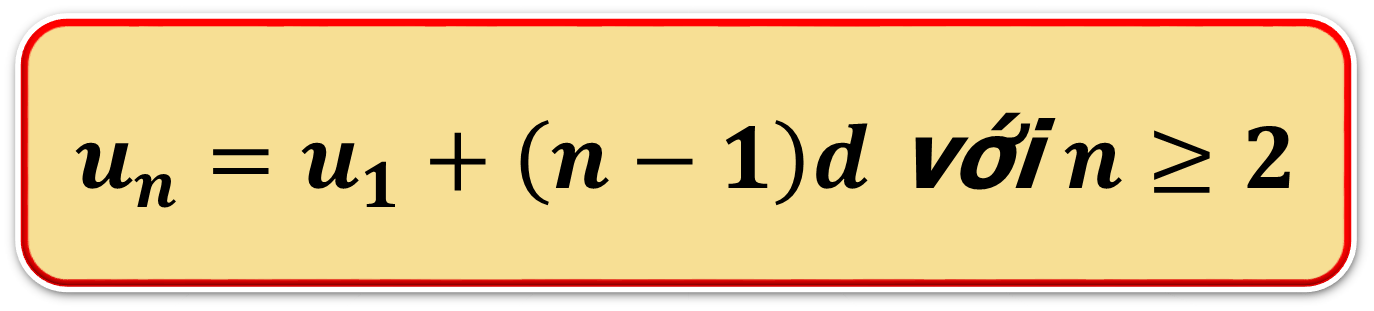 uₙ = u₁ + (n − 1)d với n ≥ 2